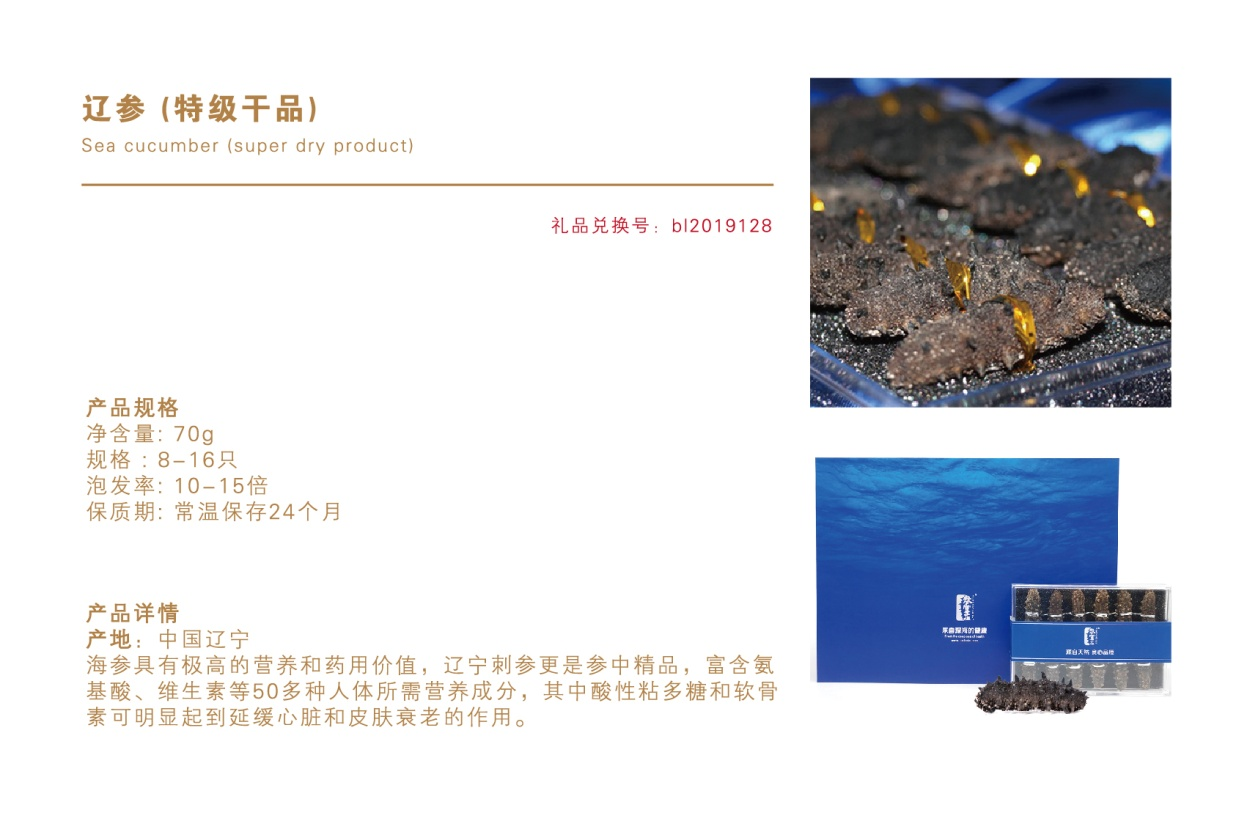 辽参 (特级干品)
Sea cucumber (super dry product)
礼品兑换号: bl2019128
产品规格
净含量: 70g
规格 : 8-16只
泡发率: 10-15倍
保质期: 常温保存24个月
产品详情
产地: 中国辽宁
海参具有极高的营养和药用价值，辽宁刺参更是参中精品，富含氨
基酸、维生素等50多种人体所需营养成分，其中酸性粘多糖和软骨
素可明显起到延缓心脏和皮肤衰老的作用。